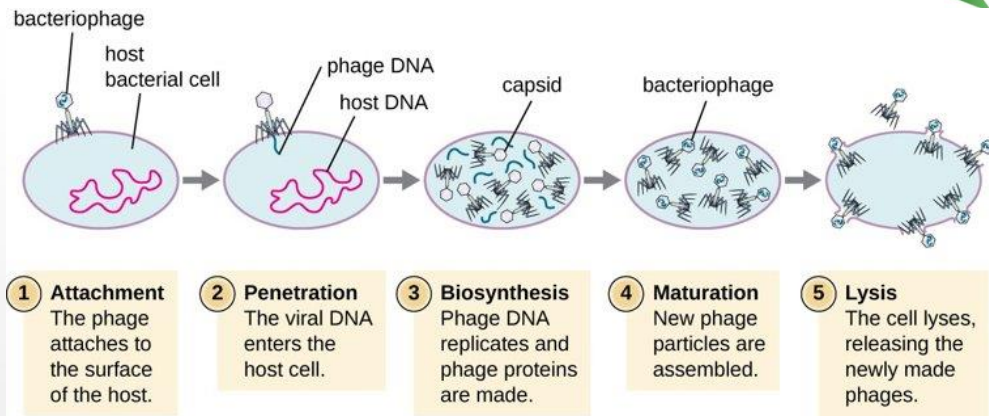 bacteriophage
host
bacterial cell
phage DNA
host DNA
capsid
bacteriophage
1 Attachment
The phage
attaches to
the surface
of the host.
2 Penetration
The viral DNA
enters the
host cell.
3 Biosynthesis
Phage DNA
replicates and
phage proteins
are made.
4 Maturation
New phage
particles are
assembled.
5 Lysis
The cell lyses,
releasing the
newly made
phages.